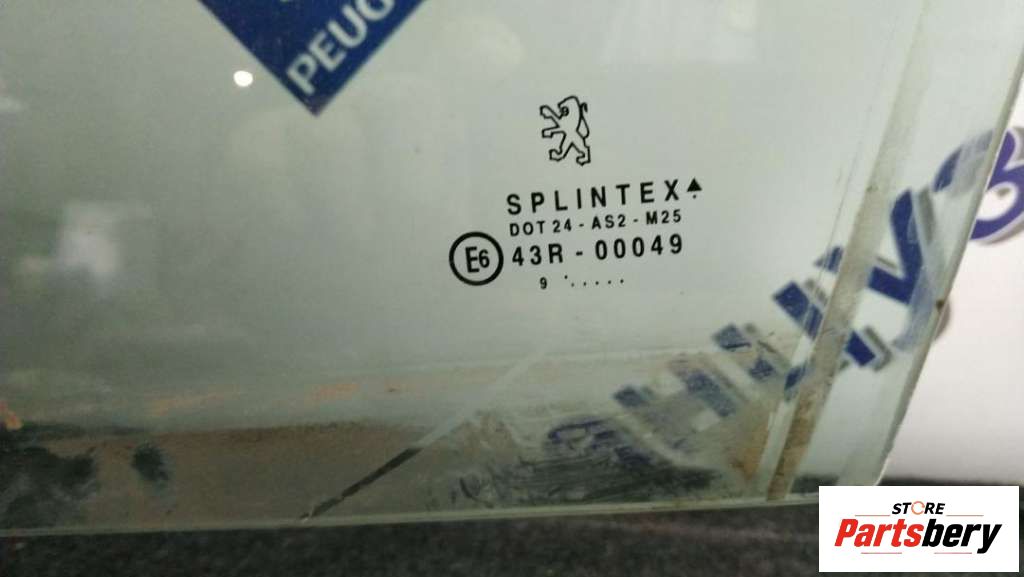 PEUG
SPLINTEX
DOT 24 - AS2 - M25
E6 43R - 00049
9 ......
STORE
Partsbery